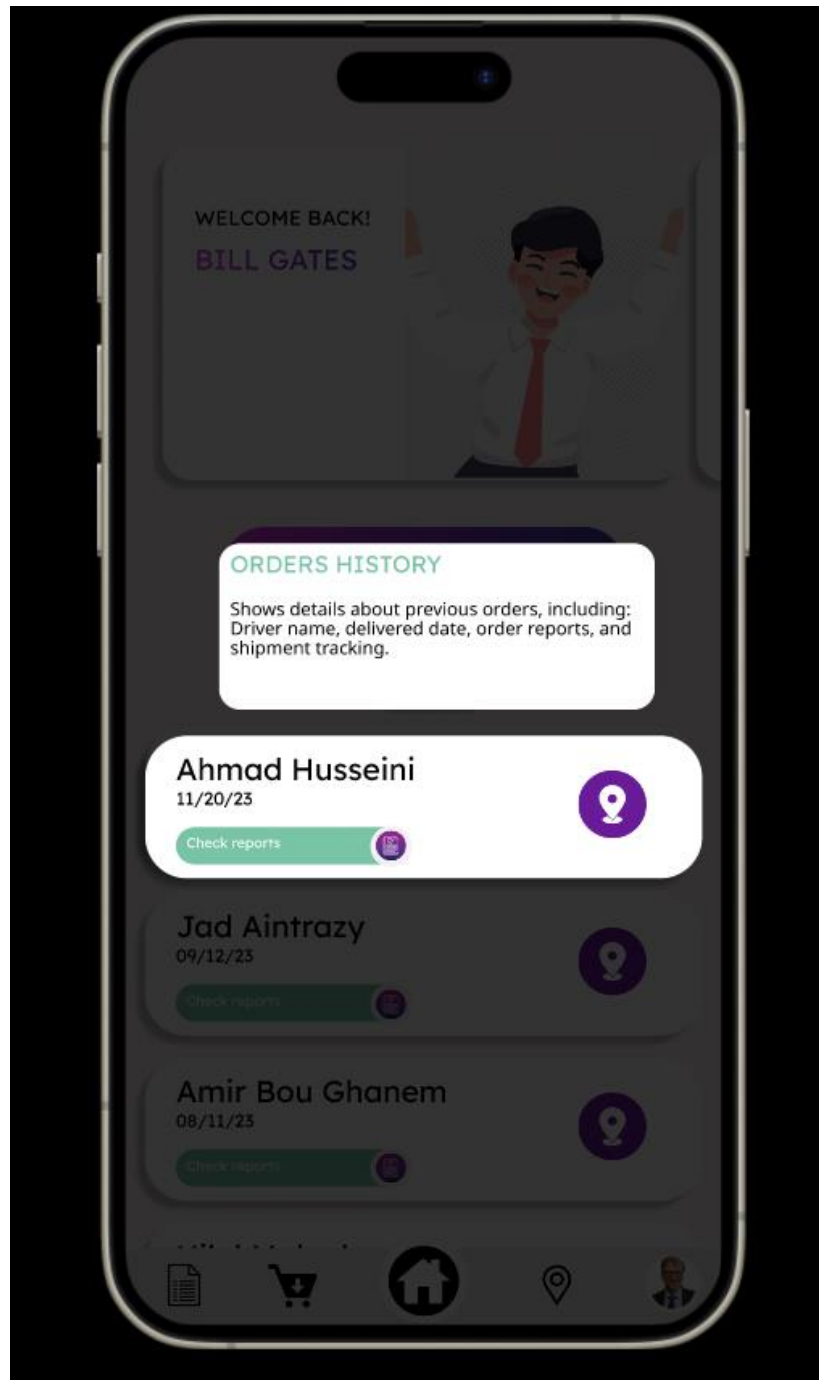 WELCOME BACK!
BILL GATES
ORDERS HISTORY
Shows details about previous orders, including:
Driver name, delivered date, order reports, and
shipment tracking.
Ahmad Husseini
11/20/23
Check reports
Jad Aintrazy
09/12/23
Check reports
Amir Bou Ghanem
08/11/23
Check reports